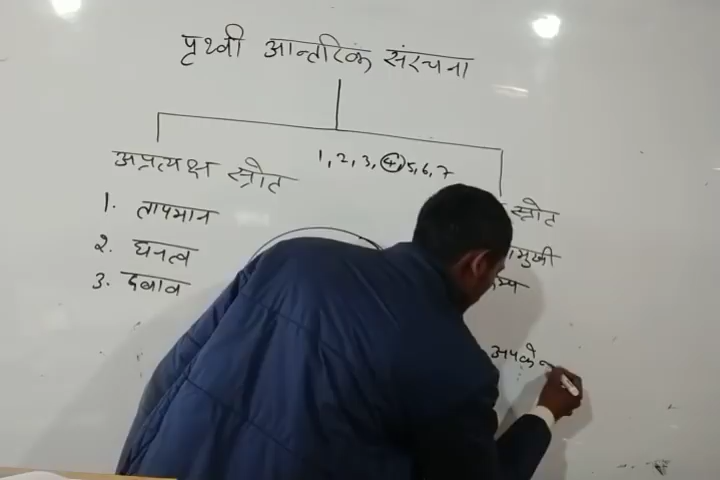 पृथ्वी आन्तरिक संरचना
अप्रत्यक्ष स्रोत
1, 2, 3, 4, 5, 6, 7
स्रोत
1. तापमान
2. घनत्व
3. दबाव